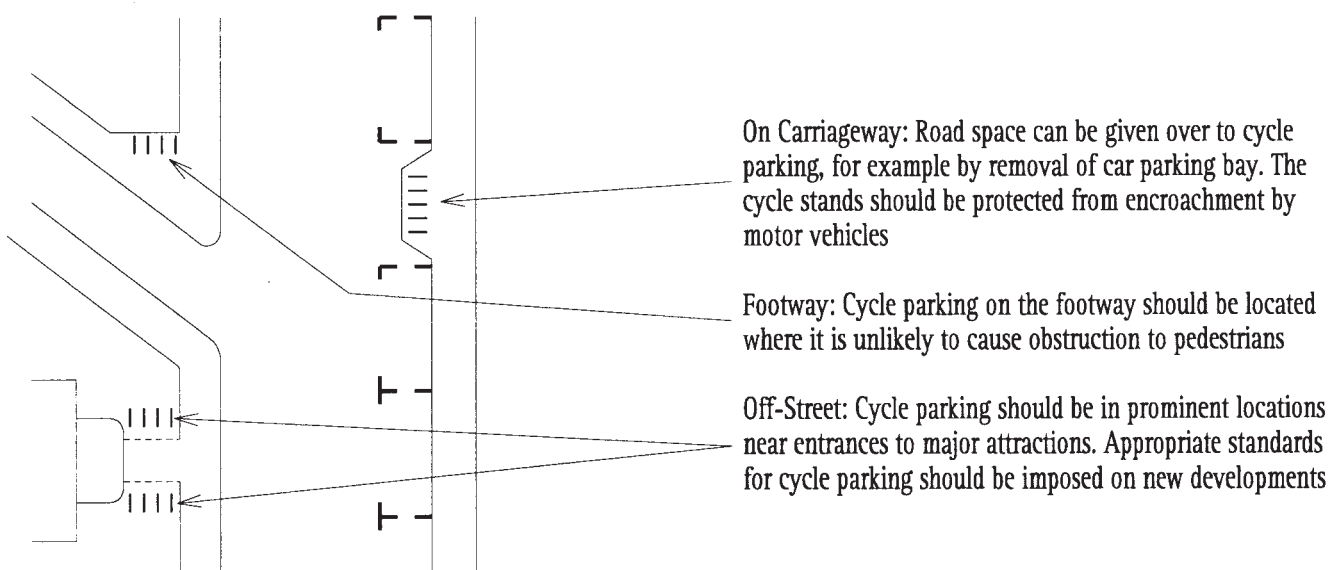 On Carriageway: Road space can be given over to cycle
parking, for example by removal of car parking bay. The
cycle stands should be protected from encroachment by
motor vehicles
Footway: Cycle parking on the footway should be located
where it is unlikely to cause obstruction to pedestrians
Off-Street: Cycle parking should be in prominent locations
near entrances to major attractions. Appropriate standards
for cycle parking should be imposed on new developments